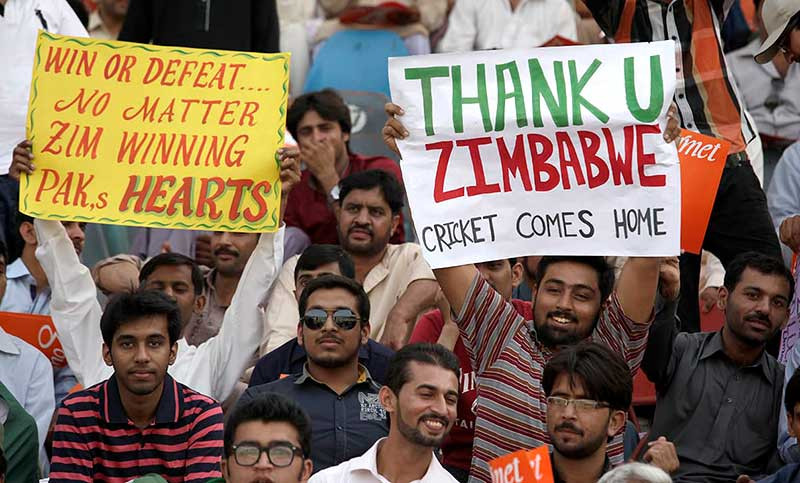 WIN OR DEFEAT....
NO MATTER
ZIM WINNING
PAK,s HEARTS
THANK U
ZIMBABWE
CRICKET COMES HOME